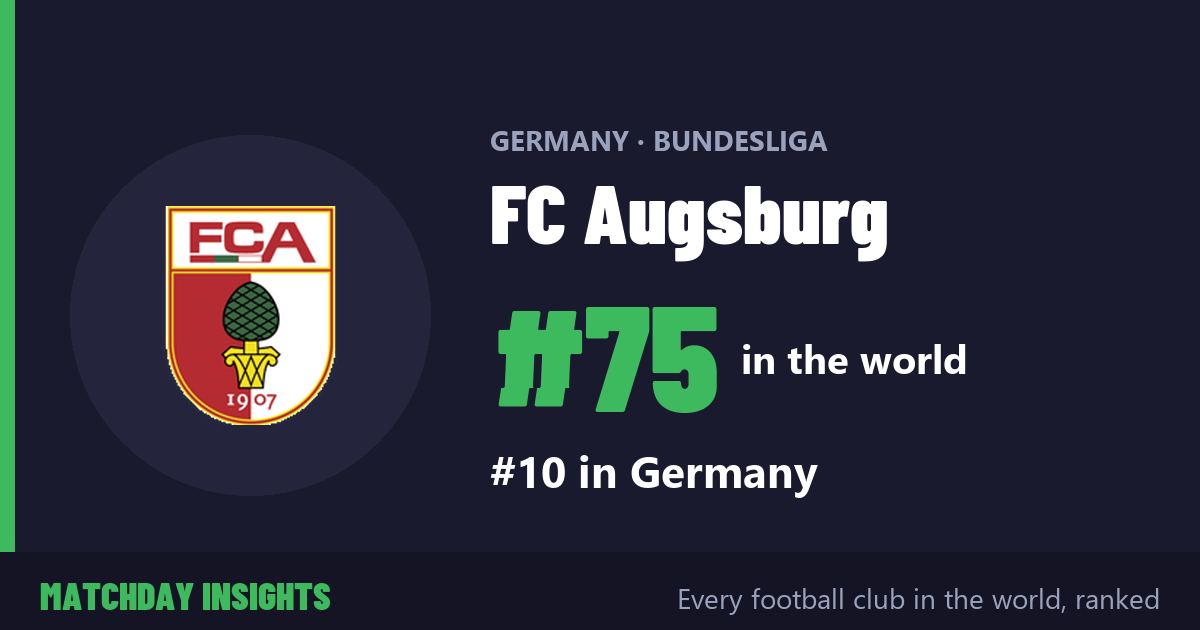 GERMANY · BUNDESLIGA
FC Augsburg
#75 in the world
#10 in Germany
FCA
1907
MATCHDAY INSIGHTS
Every football club in the world, ranked